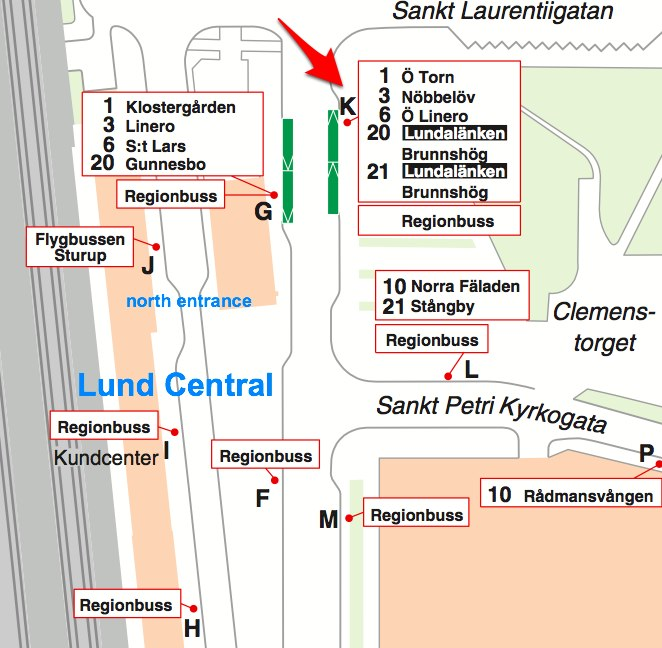 Sankt Laurentiigatan
K
1 Ö Torn
3 Nöbbelöv
6 Ö Linero
20 Lundalänken
Brunnshög
21 Lundalänken
Brunnshög
Regionbuss
1 Klostergården
3 Linero
6 S:t Lars
20 Gunnesbo
Regionbuss
G
Flygbussen
Sturup
J
north entrance
10 Norra Fäladen
21 Stångby
Regionbuss
L
Clemens-
torget
Lund Central
Sankt Petri Kyrkogata
Regionbuss
I
Kundcenter
Regionbuss
F
P
10 Rådmansvången
M
Regionbuss
Regionbuss
H